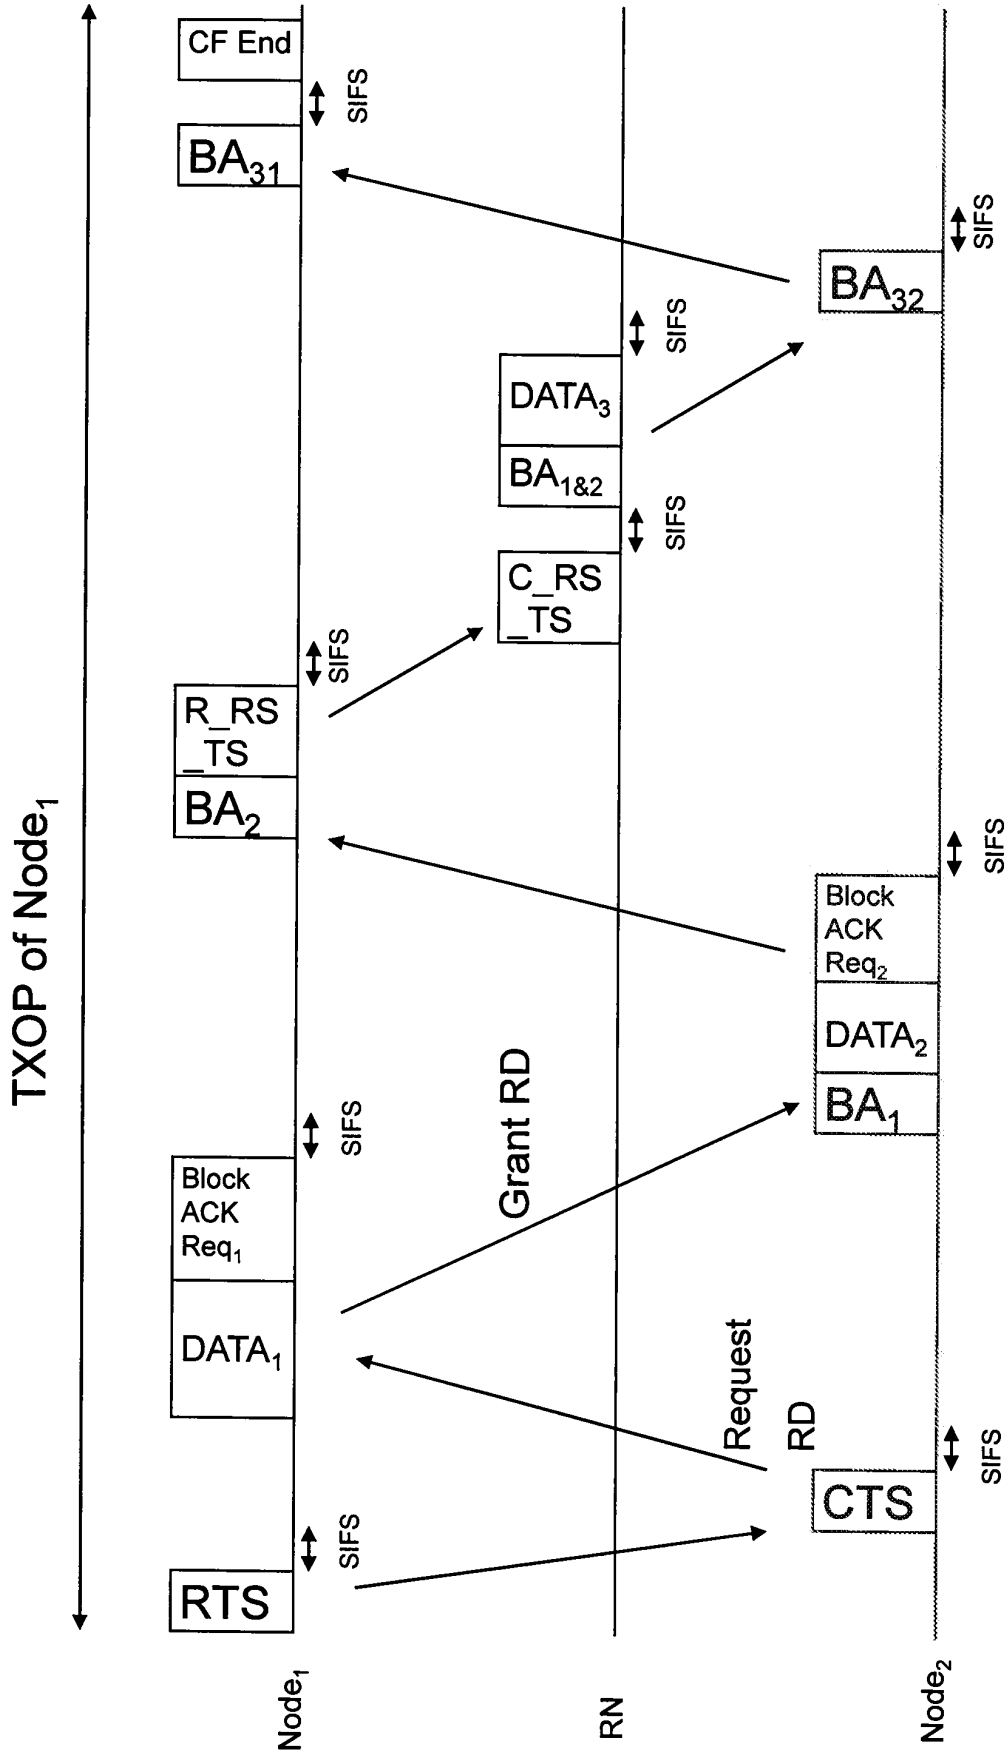 TXOP of Node₁
CF End
SIFS
BA₃₁
SIFS
BA₃₂
SIFS
DATA₃
BA₁&₂
SIFS
C_RS
_TS
SIFS
R_RS
_TS
BA₂
SIFS
Block
ACK
Req₂
DATA₂
BA₁
Grant RD
SIFS
Block
ACK
Req₁
DATA₁
Request
RD
SIFS
CTS
SIFS
RTS
Node₁
RN
Node₂